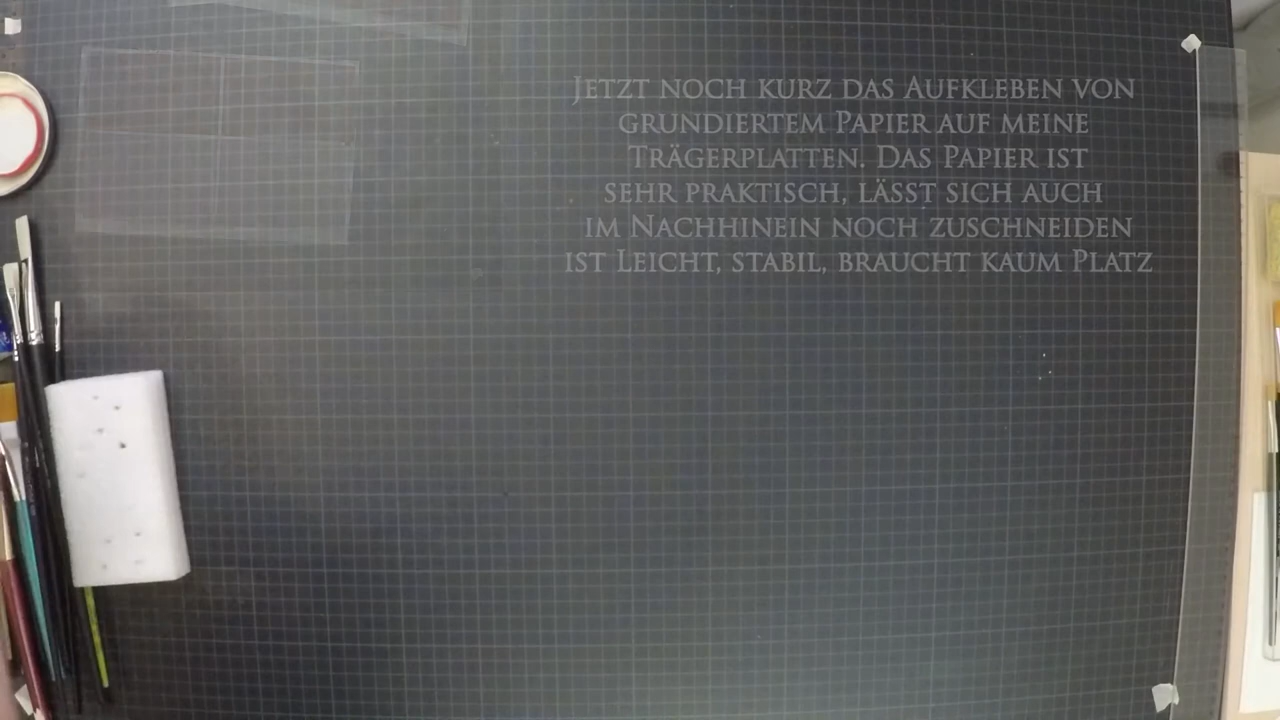 Jetzt noch kurz das Aufkleben von
grundiertem Papier auf meine
Trägerplatten. Das Papier ist
sehr praktisch, lässt sich auch
im Nachhinein noch zuschneiden
ist Leicht, stabil, braucht kaum Platz